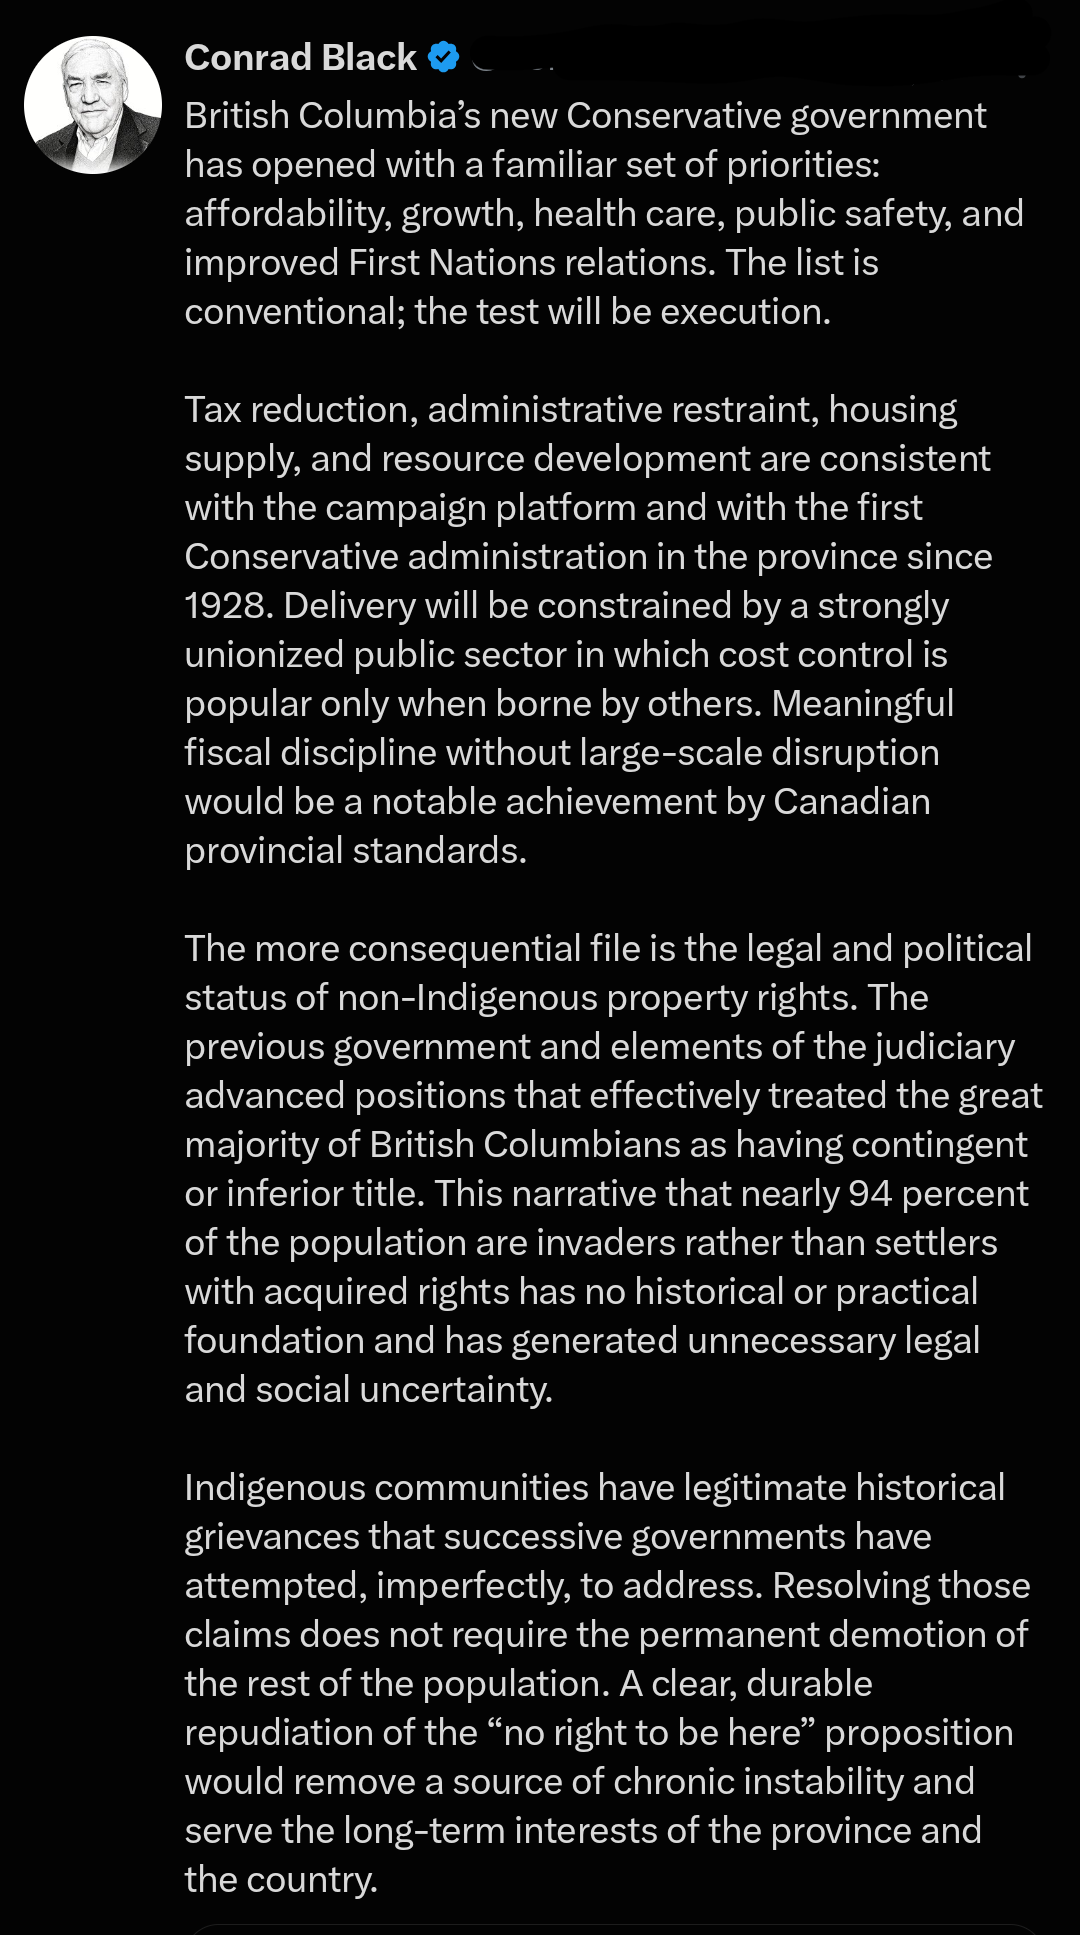 Conrad Black
British Columbia’s new Conservative government
has opened with a familiar set of priorities:
affordability, growth, health care, public safety, and
improved First Nations relations. The list is
conventional; the test will be execution.
Tax reduction, administrative restraint, housing
supply, and resource development are consistent
with the campaign platform and with the first
Conservative administration in the province since
1928. Delivery will be constrained by a strongly
unionized public sector in which cost control is
popular only when borne by others. Meaningful
fiscal discipline without large-scale disruption
would be a notable achievement by Canadian
provincial standards.
The more consequential file is the legal and political
status of non-Indigenous property rights. The
previous government and elements of the judiciary
advanced positions that effectively treated the great
majority of British Columbians as having contingent
or inferior title. This narrative that nearly 94 percent
of the population are invaders rather than settlers
with acquired rights has no historical or practical
foundation and has generated unnecessary legal
and social uncertainty.
Indigenous communities have legitimate historical
grievances that successive governments have
attempted, imperfectly, to address. Resolving those
claims does not require the permanent demotion of
the rest of the population. A clear, durable
repudiation of the “no right to be here” proposition
would remove a source of chronic instability and
serve the long-term interests of the province and
the country.